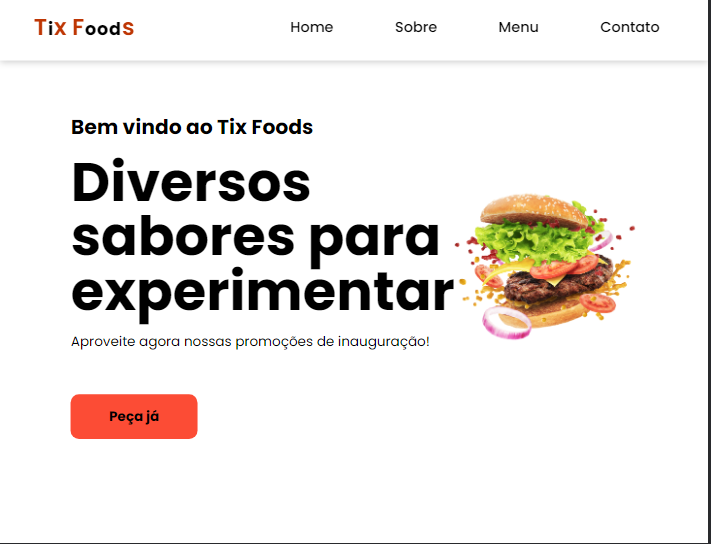 Tix Foods
Home Sobre Menu Contato
Bem vindo ao Tix Foods
Diversos
sabores para
experimentar
Aproveite agora nossas promoções de inauguração!
Peça já